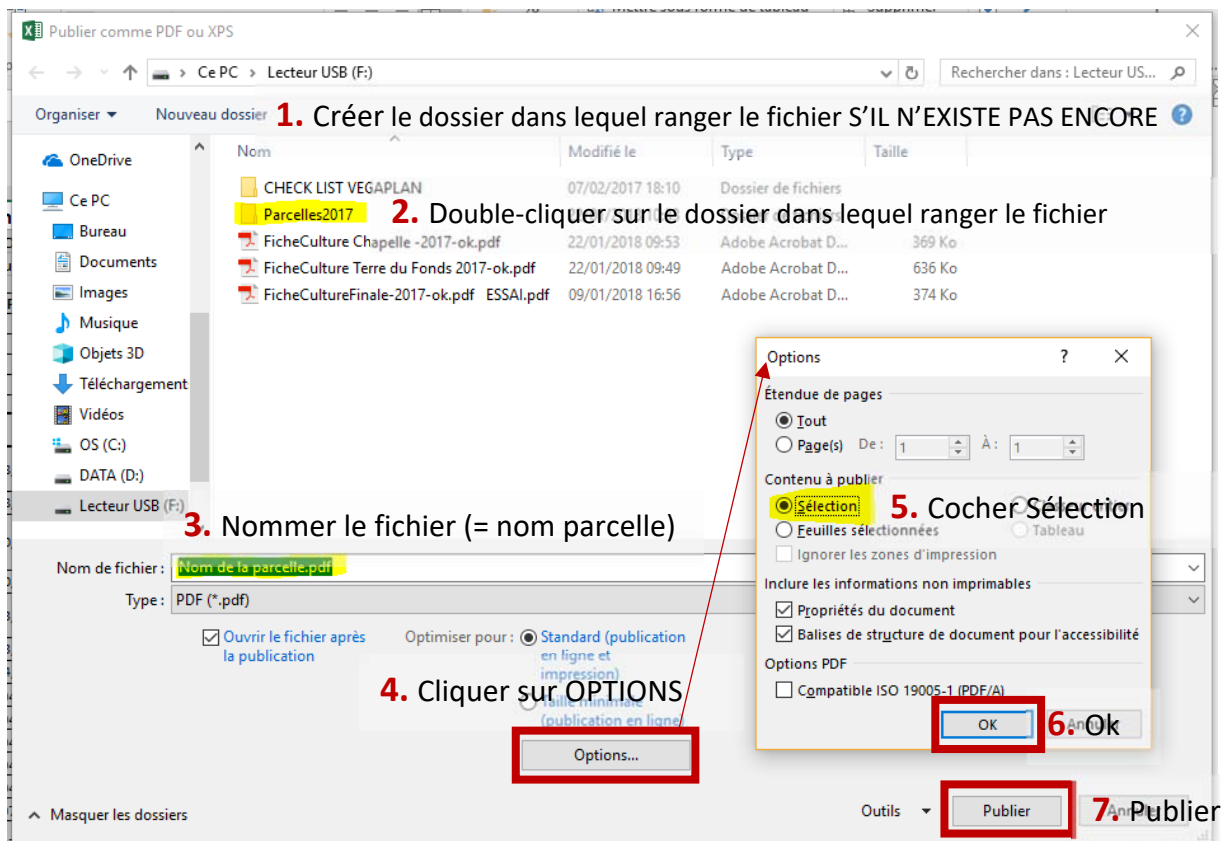 Publier comme PDF ou XPS
Ce PC > Lecteur USB (F:)
Rechercher dans : Lecteur US...
Organiser
Nouveau dossier
1. Créer le dossier dans lequel ranger le fichier S'IL N'EXISTE PAS ENCORE
Nom
Modifié le
Type
Taille
OneDrive
Ce PC
Bureau
Documents
Images
Musique
Objets 3D
Téléchargement
Vidéos
OS (C:)
DATA (D:)
Lecteur USB (F:)
CHECK LIST VEGAPLAN 07/02/2017 18:10 Dossier de fichiers
Parcelles2017
2. Double-cliquer sur le dossier dans lequel ranger le fichier
FicheCulture Chapelle -2017-ok.pdf 22/01/2018 09:53 Adobe Acrobat D... 369 Ko
FicheCulture Terre du Fonds 2017-ok.pdf 22/01/2018 09:49 Adobe Acrobat D... 636 Ko
FicheCultureFinale-2017-ok.pdf ESSAI.pdf 09/01/2018 16:56 Adobe Acrobat D... 374 Ko
3. Nommer le fichier (= nom parcelle)
Nom de fichier : Nom de la parcelle.pdf
Type : PDF (*.pdf)
Ouvrir le fichier après
la publication
Optimiser pour :
Standard (publication
en ligne et
impression)
4. Cliquer sur OPTIONS
Taille minimale
(publication en ligne)
Options...
Options ? X
Étendue de pages
Tout
Page(s) De : 1 À : 1
Contenu à publier
Sélection
5. Cocher Sélection
Feuilles sélectionnées
Tableau
Ignorer les zones d'impression
Inclure les informations non imprimables
Propriétés du document
Balises de structure de document pour l'accessibilité
Options PDF
Compatible ISO 19005-1 (PDF/A)
OK
6. Ok
Annuler
Masquer les dossiers
Outils
Publier
7. Publier